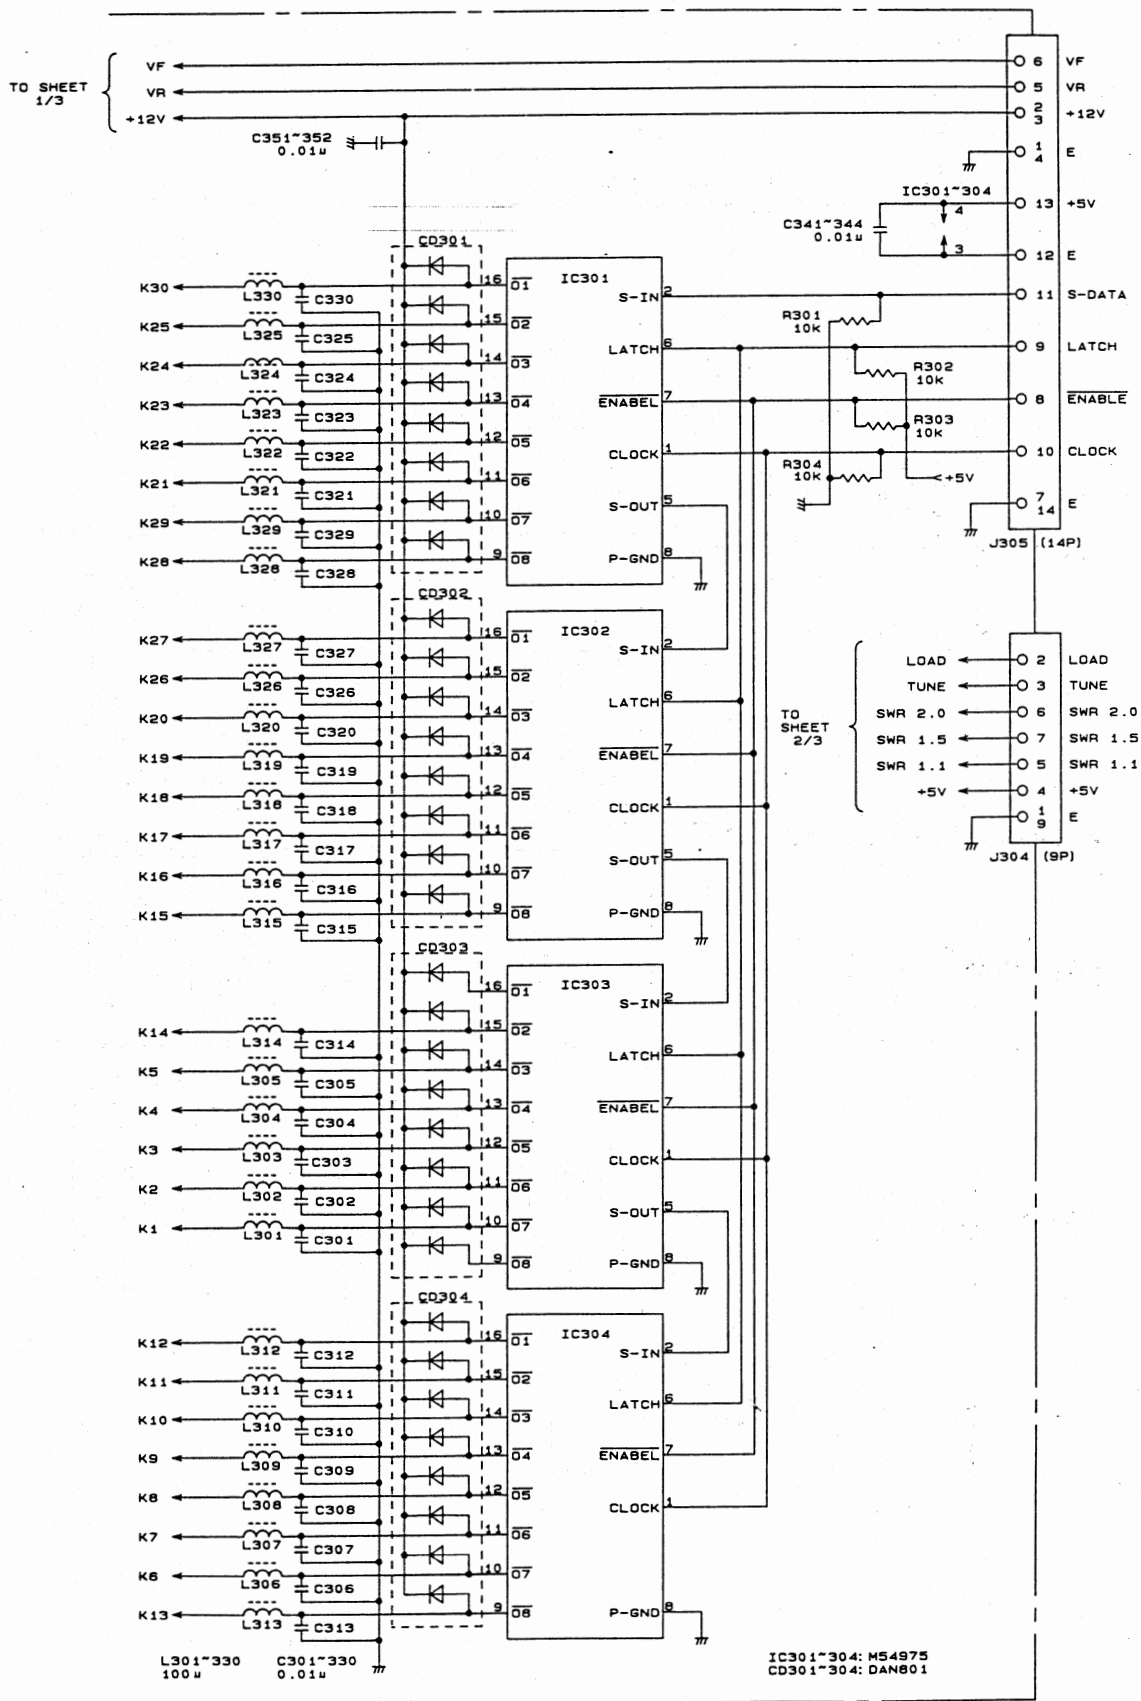 TO SHEET
1/3
VF
VR
+12V
C351~352
0.01μ
6 VF
5 VR
2
3 +12V
1
4 E
IC301~304
4
3
C341~344
0.01μ
13 +5V
12 E
11 S-DATA
9 LATCH
8 ENABLE
10 CLOCK
7
14 E
J305 (14P)
R301
10k
R302
10k
R303
10k
R304
10k
+5V
CD301
K30 L330 C330 16 O1
K25 L325 C325 15 O2
K24 L324 C324 14 O3
K23 L323 C323 13 O4
K22 L322 C322 12 O5
K21 L321 C321 11 O6
K29 L329 C329 10 O7
K28 L328 C328 9 O8
IC301
S-IN 2
LATCH 6
ENABEL 7
CLOCK 1
S-OUT 5
P-GND 8
CD302
K27 L327 C327 16 O1
K26 L326 C326 15 O2
K20 L320 C320 14 O3
K19 L319 C319 13 O4
K18 L318 C318 12 O5
K17 L317 C317 11 O6
K16 L316 C316 10 O7
K15 L315 C315 9 O8
IC302
S-IN 2
LATCH 6
ENABEL 7
CLOCK 1
S-OUT 5
P-GND 8
TO
SHEET
2/3
LOAD 2 LOAD
TUNE 3 TUNE
SWR 2.0 6 SWR 2.0
SWR 1.5 7 SWR 1.5
SWR 1.1 5 SWR 1.1
+5V 4 +5V
1
9 E
J304 (9P)
CD303
16 O1
K14 L314 C314 15 O2
K5 L305 C305 14 O3
K4 L304 C304 13 O4
K3 L303 C303 12 O5
K2 L302 C302 11 O6
K1 L301 C301 10 O7
9 O8
IC303
S-IN 2
LATCH 6
ENABEL 7
CLOCK 1
S-OUT 5
P-GND 8
CD304
K12 L312 C312 16 O1
K11 L311 C311 15 O2
K10 L310 C310 14 O3
K9 L309 C309 13 O4
K8 L308 C308 12 O5
K7 L307 C307 11 O6
K6 L306 C306 10 O7
K13 L313 C313 9 O8
IC304
S-IN 2
LATCH 6
ENABEL 7
CLOCK 1
P-GND 8
L301~330
100μ
C301~330
0.01μ
IC301~304: M54975
CD301~304: DAN801